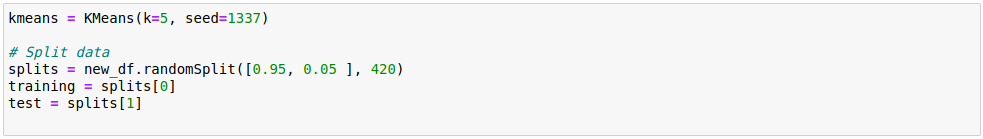 kmeans = KMeans(k=5, seed=1337)
# Split data
splits = new_df.randomSplit([0.95, 0.05 ], 420)
training = splits[0]
test = splits[1]